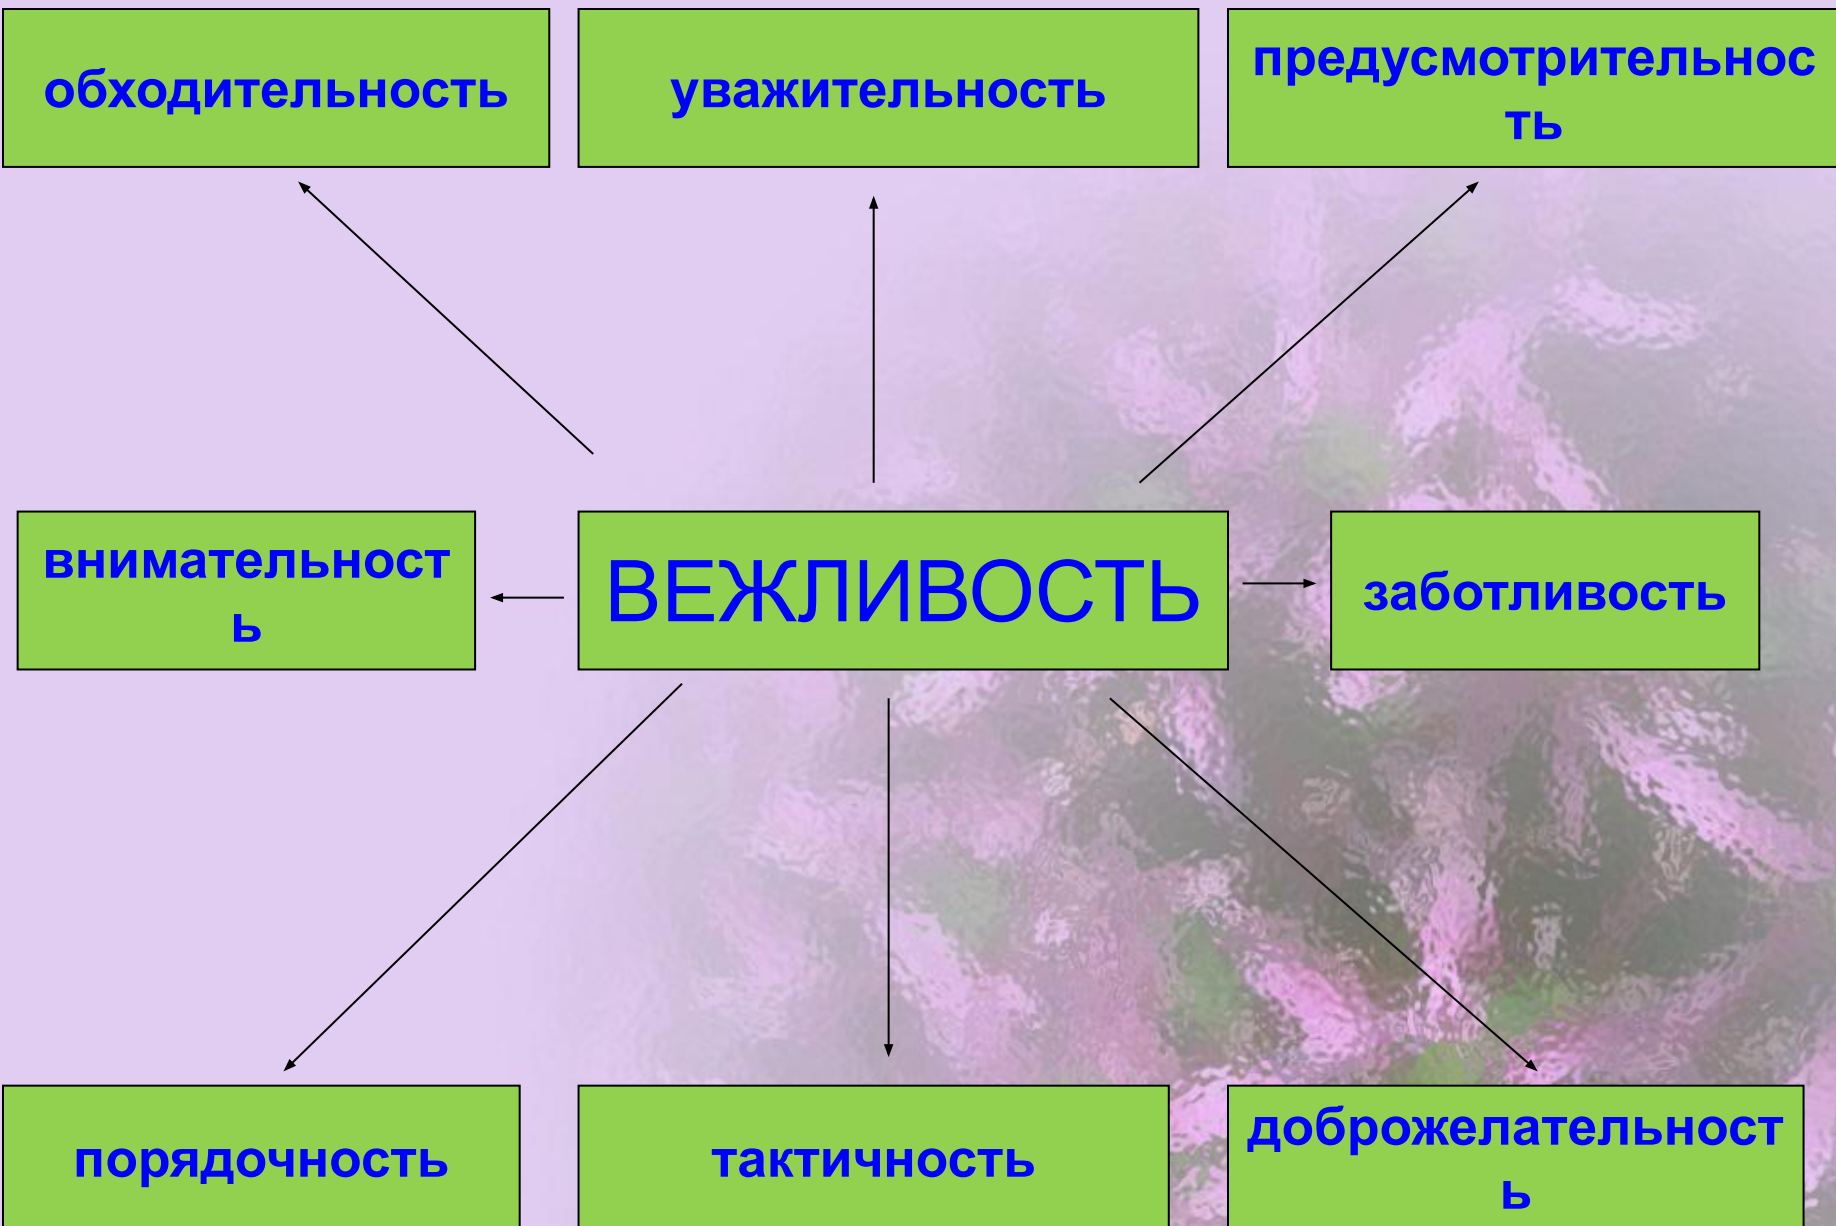 обходительность
уважительность
предусмотрительнос
ть
внимательност
ь
ВЕЖЛИВОСТЬ
заботливость
порядочность
тактичность
доброжелательност
ь